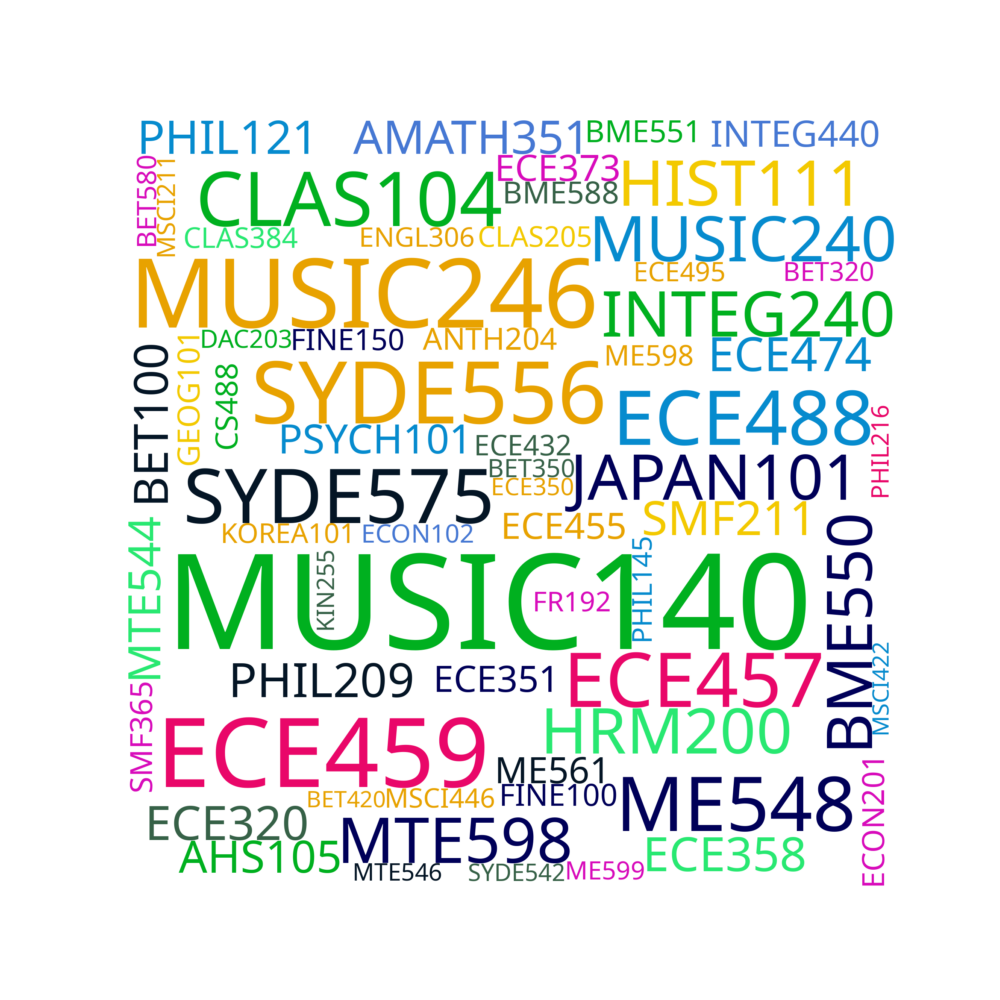 PHIL121
AMATH351
BME551
INTEG440
BET580
MSCI211
CLAS104
ECE373
BME588
HIST111
CLAS384
ENGL306
CLAS205
MUSIC240
MUSIC246
ECE495
BET320
INTEG240
DAC203
FINE150
ANTH204
ME598
ECE474
BET100
GEOG101
CS488
SYDE556
ECE488
PHIL216
PSYCH101
ECE432
BET350
ECE350
JAPAN101
SYDE575
KOREA101
ECON102
ECE455
SMF211
MTE544
MUSIC140
KIN255
FR192
PHIL145
BME550
MSCI422
PHIL209
ECE351
ECE457
SMF365
ECE459
HRM200
ME561
BET420
MSCI446
FINE100
ME548
ECON201
ECE320
AHS105
MTE598
ECE358
MTE546
SYDE542
ME599